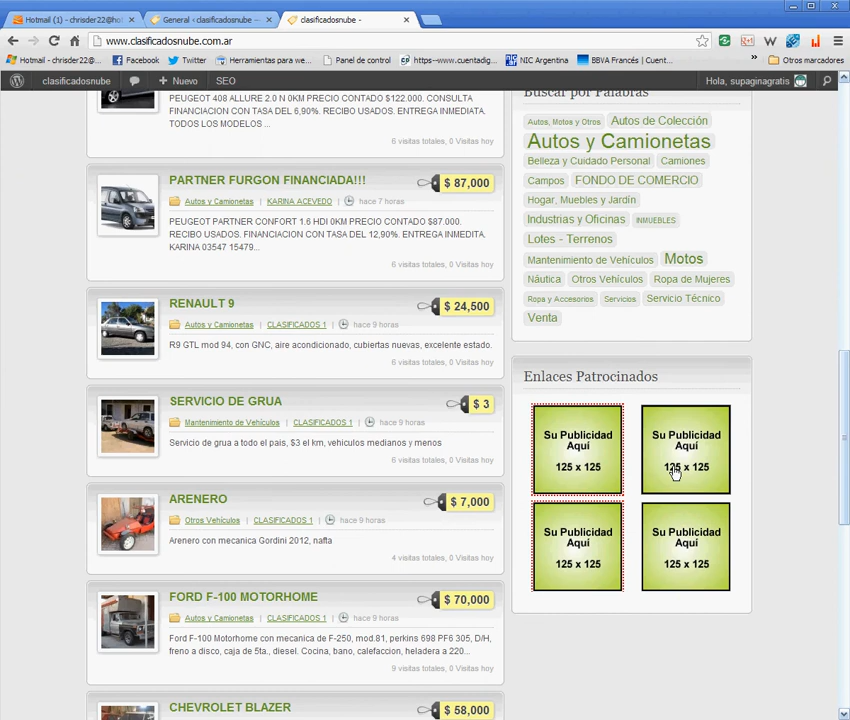 Hotmail (1) - chrisder22@ho
General ‹ clasificadosnube —
clasificadosnube -
www.clasificadosnube.com.ar
Hotmail - chrisder22@...
Facebook
Twitter
Herramientas para we...
Panel de control
https--www.cuentadig...
NIC Argentina
BBVA Francés | Cuent...
»
Otros marcadores
clasificadosnube
+ Nuevo
SEO
Hola, supaginagratis
PEUGEOT 408 ALLURE 2.0 N 0KM PRECIO CONTADO $122.000. CONSULTA
FINANCIACION CON TASA DEL 6,90%. RECIBO USADOS. ENTREGA INMEDIATA.
TODOS LOS MODELOS ...
6 visitas totales, 0 Visitas hoy
PARTNER FURGON FINANCIADA!!!
$ 87,000
Autos y Camionetas | KARINA ACEVEDO | hace 7 horas
PEUGEOT PARTNER CONFORT 1.6 HDI 0KM PRECIO CONTADO $87.000.
RECIBO USADOS. FINANCIACION CON TASA DEL 12,90%. ENTREGA INMEDITA.
KARINA 03547 15479...
6 visitas totales, 0 Visitas hoy
RENAULT 9
$ 24,500
Autos y Camionetas | CLASIFICADOS 1 | hace 9 horas
R9 GTL mod 94, con GNC, aire acondicionado, cubiertas nuevas, excelente estado.
6 visitas totales, 0 Visitas hoy
SERVICIO DE GRUA
$ 3
Mantenimiento de Vehículos | CLASIFICADOS 1 | hace 9 horas
Servicio de grua a todo el pais, $3 el km, vehiculos medianos y menos
6 visitas totales, 0 Visitas hoy
ARENERO
$ 7,000
Otros Vehículos | CLASIFICADOS 1 | hace 9 horas
Arenero con mecanica Gordini 2012, nafta
4 visitas totales, 0 Visitas hoy
FORD F-100 MOTORHOME
$ 70,000
Autos y Camionetas | CLASIFICADOS 1 | hace 9 horas
Ford F-100 Motorhome con mecanica de F-250, mod.81, perkins 698 PF6 305, D/H,
freno a disco, caja de 5ta., diesel. Cocina, bano, calefaccion, heladera a 220...
9 visitas totales, 0 Visitas hoy
CHEVROLET BLAZER
$ 58,000
Buscar por Palabras
Autos, Motos y Otros Autos de Colección
Autos y Camionetas
Belleza y Cuidado Personal Camiones
Campos FONDO DE COMERCIO
Hogar, Muebles y Jardín
Industrias y Oficinas INMUEBLES
Lotes - Terrenos
Mantenimiento de Vehículos Motos
Náutica Otros Vehículos Ropa de Mujeres
Ropa y Accesorios Servicios Servicio Técnico
Venta
Enlaces Patrocinados
Su Publicidad
Aquí
125 x 125
Su Publicidad
Aquí
125 x 125
Su Publicidad
Aquí
125 x 125
Su Publicidad
Aquí
125 x 125